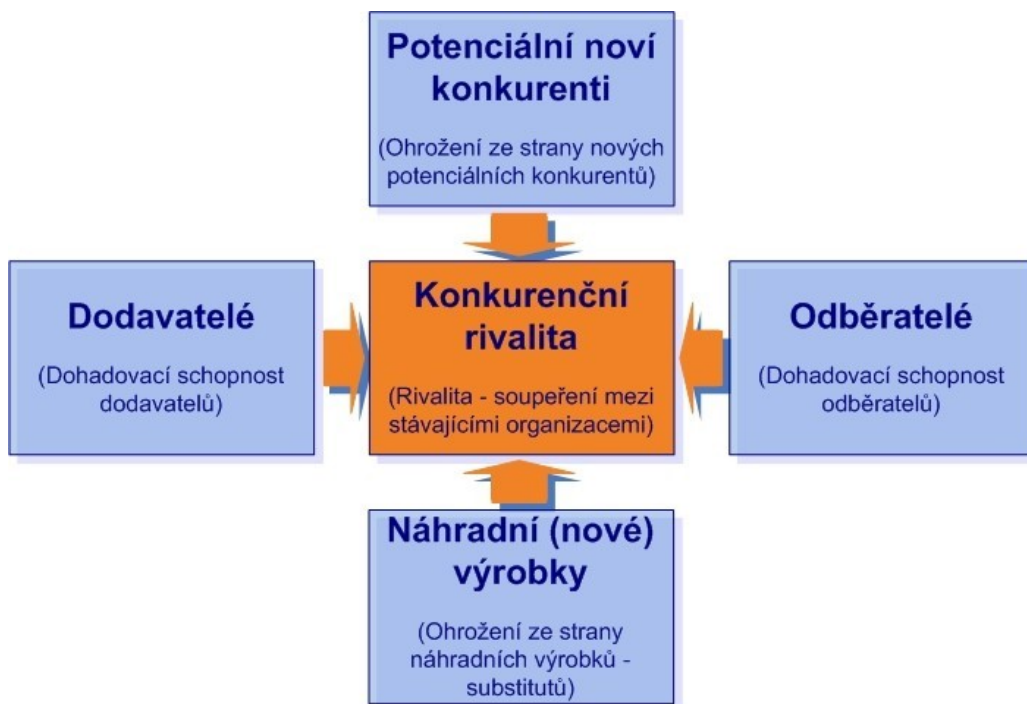 Potenciální noví
konkurenti
(Ohrožení ze strany nových
potenciálních konkurentů)
Dodavatelé
(Dohadovací schopnost
dodavatelů)
Konkurenční
rivalita
(Rivalita - soupeření mezi
stávajícími organizacemi)
Odběratelé
(Dohadovací schopnost
odběratelů)
Náhradní (nové)
výrobky
(Ohrožení ze strany
náhradních výrobků -
substitutů)